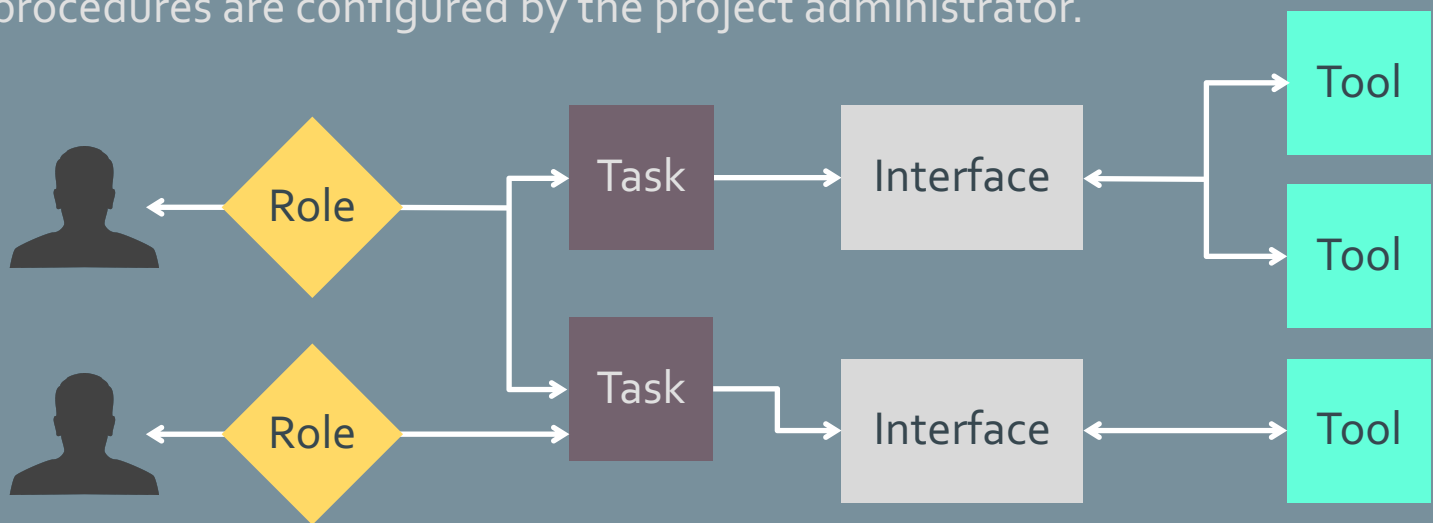 procedures are configured by the project administrator.
Tool
Role
Task
Interface
Tool
Role
Task
Interface
Tool